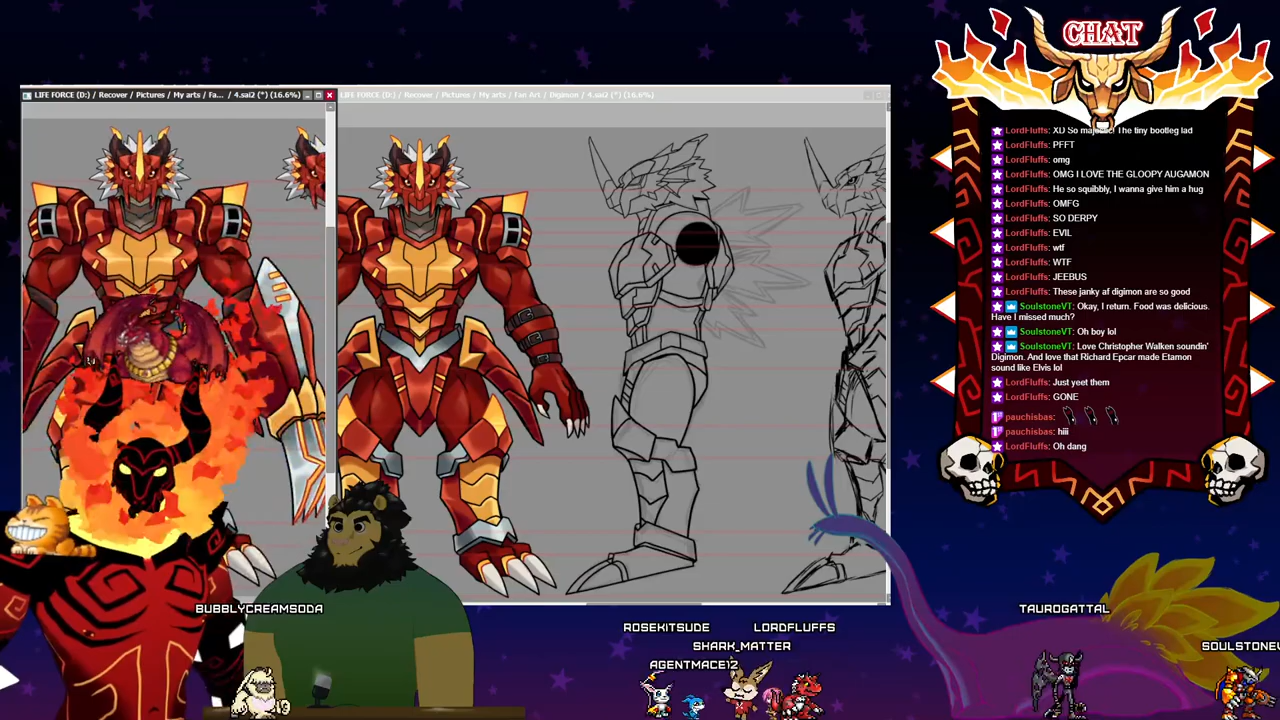 CHAT
LIFE FORCE (D:) / Recover / Pictures / My arts / Fa... / 4.sai2 (*) (16.6%)
LIFE FORCE (D:) / Recover / Pictures / My arts / Fan Art / Digimon / 4.sai2 (*) (16.6%)
LordFluffs: XD So majestic! The tiny bootleg lad
LordFluffs: PFFT
LordFluffs: omg
LordFluffs: OMG I LOVE THE GLOOPY AUGAMON
LordFluffs: He so squibbly, I wanna give him a hug
LordFluffs: OMFG
LordFluffs: SO DERPY
LordFluffs: EVIL
LordFluffs: wtf
LordFluffs: WTF
LordFluffs: JEEBUS
LordFluffs: These janky af digimon are so good
SoulstoneVT: Okay, I return. Food was delicious.
Have I missed much?
SoulstoneVT: Oh boy lol
SoulstoneVT: Love Christopher Walken soundin'
Digimon. And love that Richard Epcar made Etamon
sound like Elvis lol
LordFluffs: Just yeet them
LordFluffs: GONE
pauchisbas:
pauchisbas: hiii
LordFluffs: Oh dang
BUBBLYCREAMSODA
TAUROGATTAL
ROSEKITSUDE
LORDFLUFFS
SHARK_MATTER
AGENTMACE12
SOULSTONEV